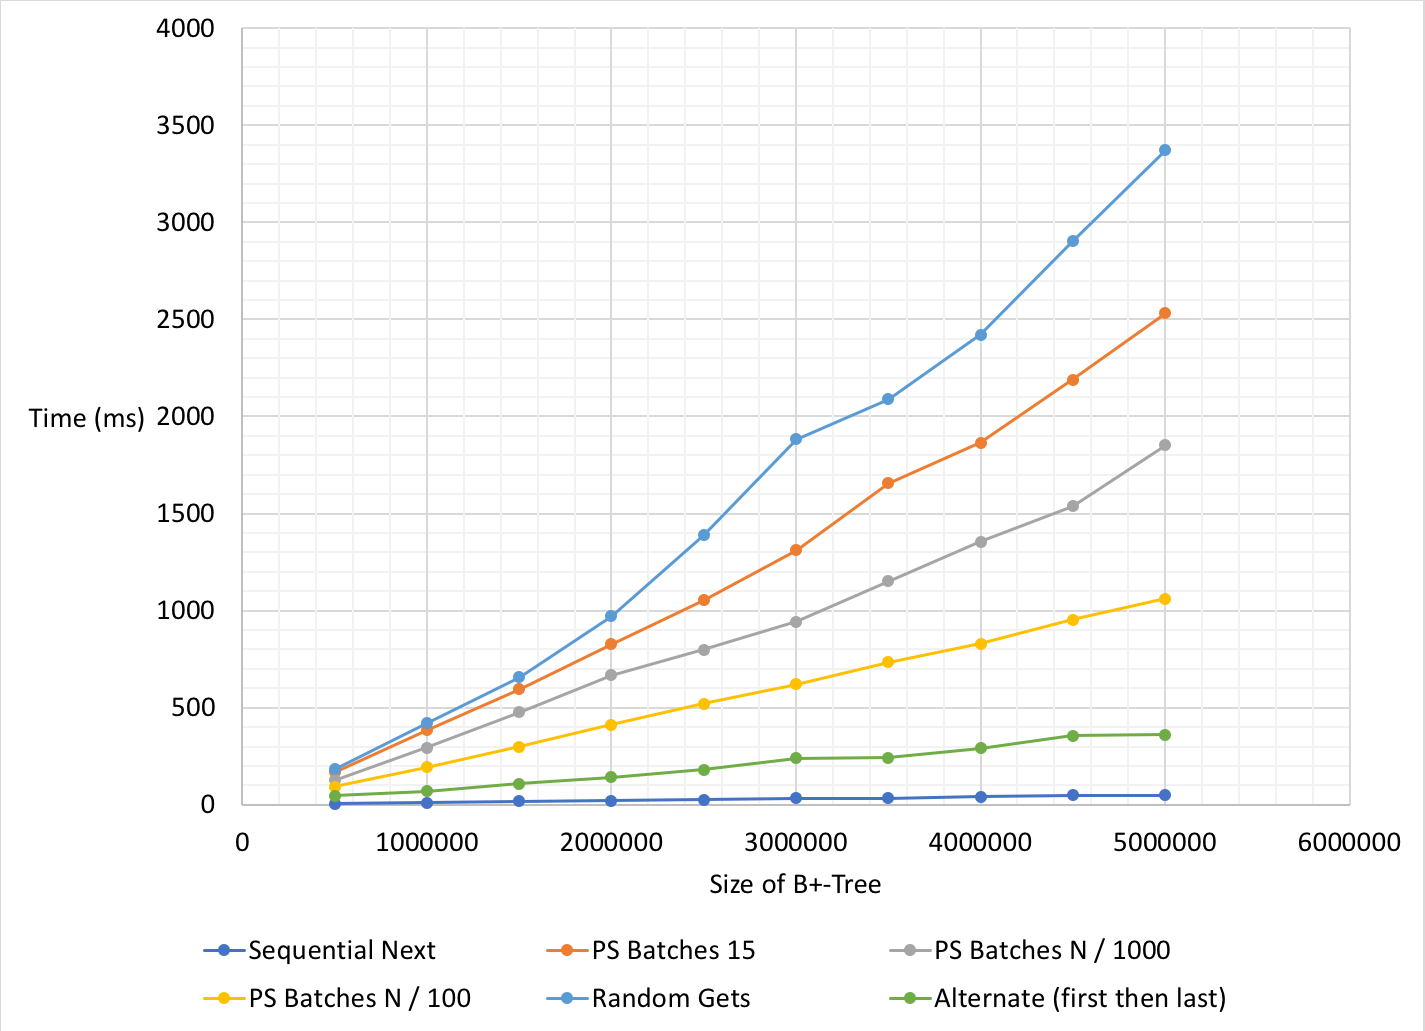 4000
3500
3000
2500
Time (ms) 2000
1500
1000
500
0
0 1000000 2000000 3000000 4000000 5000000 6000000
Size of B+-Tree
Sequential Next PS Batches 15 PS Batches N / 1000
PS Batches N / 100 Random Gets Alternate (first then last)